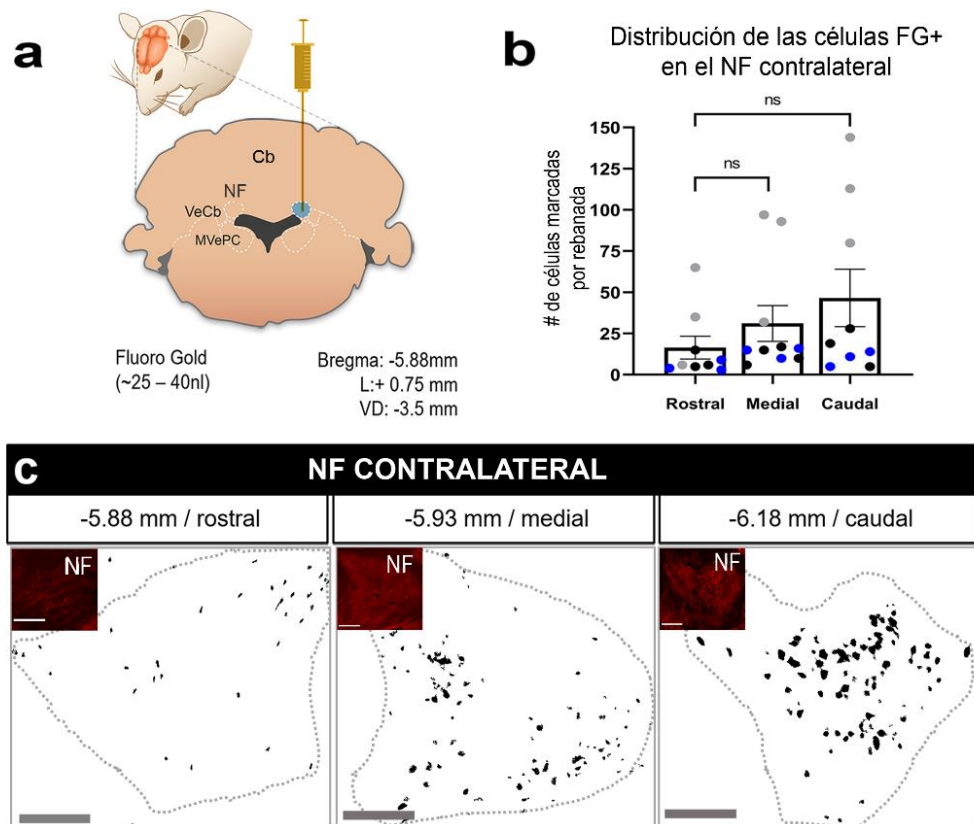 a
Cb
NF
VeCb
MVePC
Fluoro Gold
(~25 – 40nl)
Bregma: -5.88mm
L:+ 0.75 mm
VD: -3.5 mm
b
Distribución de las células FG+
en el NF contralateral
# de células marcadas
por rebanada
150
125
100
75
50
25
0
ns
ns
Rostral
Medial
Caudal
c
NF CONTRALATERAL
-5.88 mm / rostral
-5.93 mm / medial
-6.18 mm / caudal
NF
NF
NF